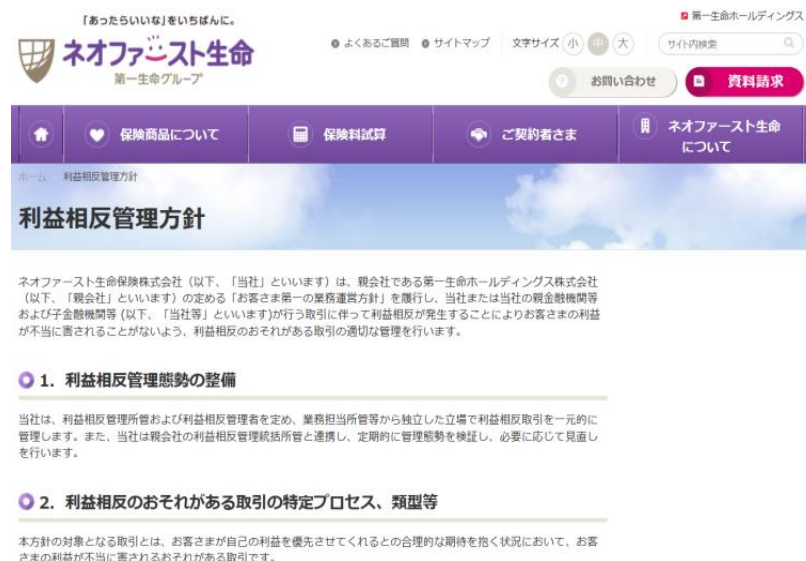 「あったらいいな」をいちばんに。
ネオファースト生命
第一生命グループ
第一生命ホールディングス
よくあるご質問 サイトマップ 文字サイズ 小 中 大 サイト内検索
お問い合わせ 資料請求
保険商品について 保険料試算 ご契約者さま ネオファースト生命
について
ホーム 利益相反管理方針
利益相反管理方針
ネオファースト生命保険株式会社（以下、「当社」といいます）は、親会社である第一生命ホールディングス株式会社
（以下、「親会社」といいます）の定める「お客さま第一の業務運営方針」を履行し、当社または当社の親金融機関等
および子金融機関等 (以下、「当社等」といいます)が行う取引に伴って利益相反が発生することによりお客さまの利益
が不当に害されることがないよう、利益相反のおそれがある取引の適切な管理を行います。
1．利益相反管理態勢の整備
当社は、利益相反管理所管および利益相反管理者を定め、業務担当所管等から独立した立場で利益相反取引を一元的に
管理します。また、当社は親会社の利益相反管理統括所管と連携し、定期的に管理態勢を検証し、必要に応じて見直し
を行います。
2．利益相反のおそれがある取引の特定プロセス、類型等
本方針の対象となる取引とは、お客さまが自己の利益を優先させてくれるとの合理的な期待を抱く状況において、お客
さまの利益が不当に害されるおそれがある取引です。